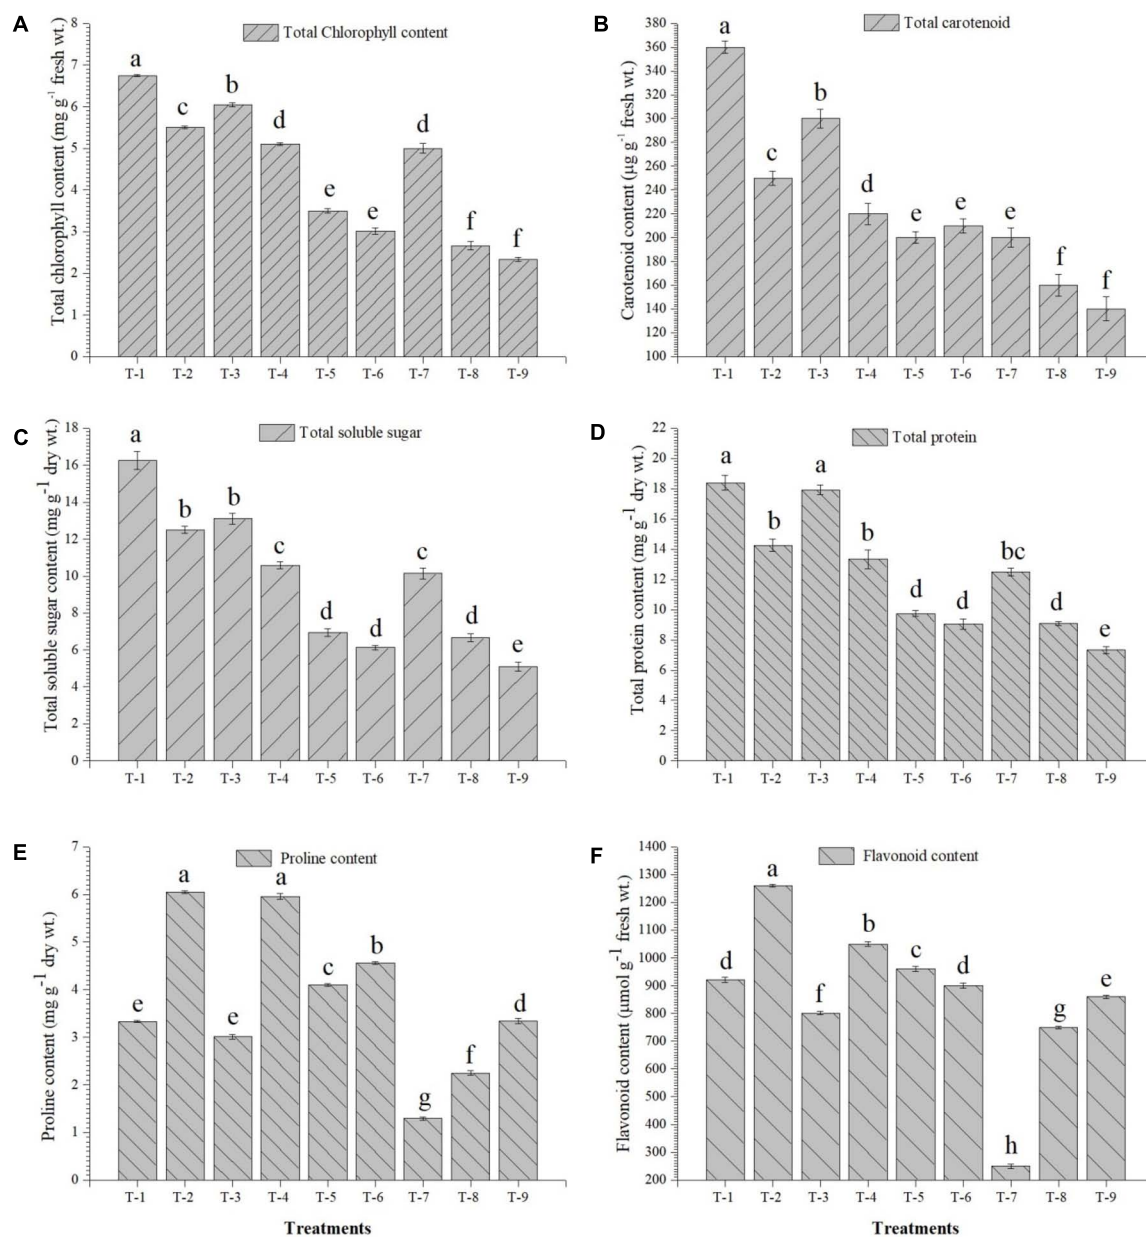 A
Total Chlorophyll content
Total chlorophyll content (mg g⁻¹ fresh wt.)
8
7
6
5
4
3
2
1
0
a
c
b
d
e
e
d
f
f
T-1 T-2 T-3 T-4 T-5 T-6 T-7 T-8 T-9
B
Total carotenoid
Carotenoid content (µg g⁻¹ fresh wt.)
380
360
340
320
300
280
260
240
220
200
180
160
140
120
100
a
c
b
d
e
e
e
f
f
T-1 T-2 T-3 T-4 T-5 T-6 T-7 T-8 T-9
C
Total soluble sugar
Total soluble sugar content (mg g⁻¹ dry wt.)
18
16
14
12
10
8
6
4
2
0
a
b
b
c
d
d
c
d
e
T-1 T-2 T-3 T-4 T-5 T-6 T-7 T-8 T-9
D
Total protein
Total protein content (mg g⁻¹ dry wt.)
22
20
18
16
14
12
10
8
6
4
2
0
a
b
a
b
d
d
bc
d
e
T-1 T-2 T-3 T-4 T-5 T-6 T-7 T-8 T-9
E
Proline content
Proline content (mg g⁻¹ dry wt.)
7
6
5
4
3
2
1
0
e
a
e
a
c
b
g
f
d
T-1 T-2 T-3 T-4 T-5 T-6 T-7 T-8 T-9
Treatments
F
Flavonoid content
Flavonoid content (µmol g⁻¹ fresh wt.)
1400
1300
1200
1100
1000
900
800
700
600
500
400
300
200
d
a
f
b
c
d
h
g
e
T-1 T-2 T-3 T-4 T-5 T-6 T-7 T-8 T-9
Treatments